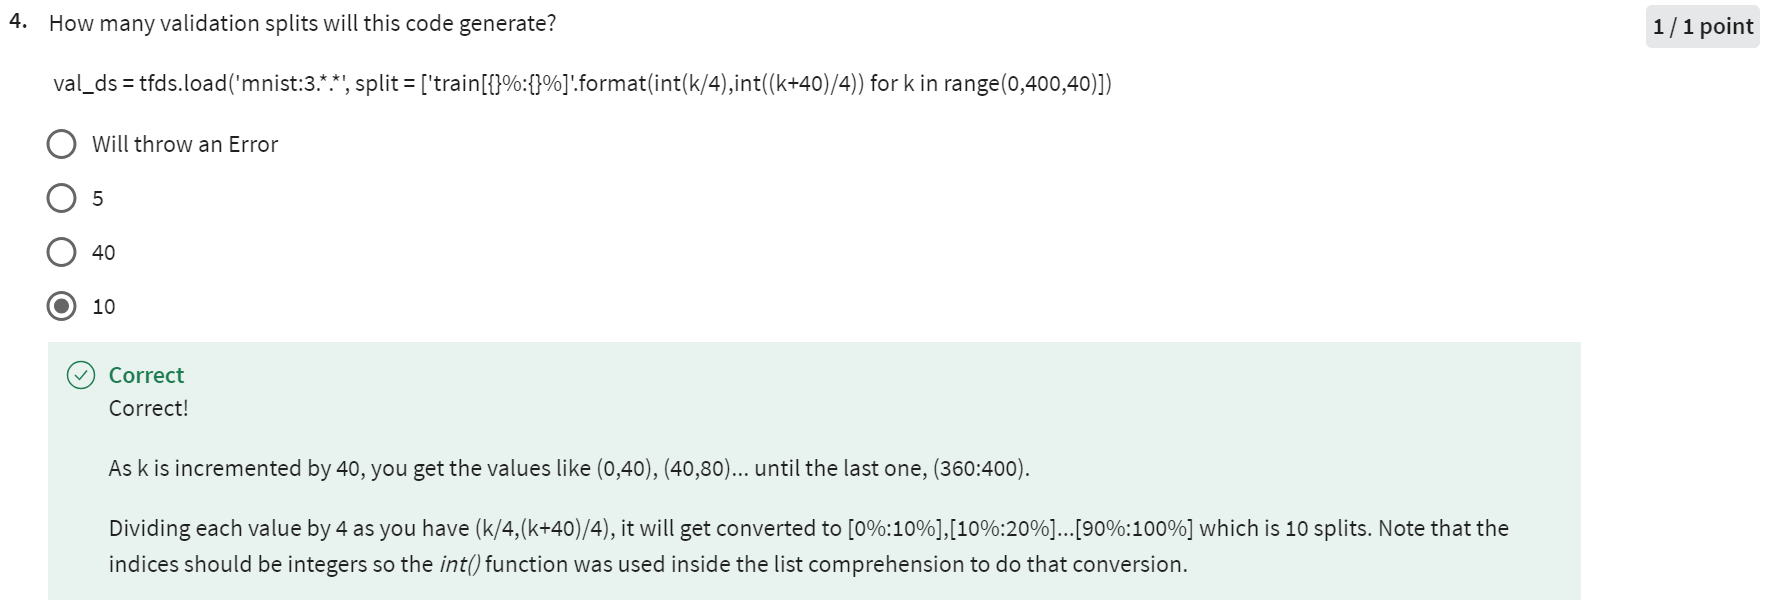 4. How many validation splits will this code generate?
1 / 1 point
val_ds = tfds.load('mnist:3.*.*', split = ['train[{}%:{}%]'.format(int(k/4),int((k+40)/4)) for k in range(0,400,40)])
Will throw an Error
5
40
10
Correct
Correct!
As k is incremented by 40, you get the values like (0,40), (40,80)... until the last one, (360:400).
Dividing each value by 4 as you have (k/4,(k+40)/4), it will get converted to [0%:10%],[10%:20%]...[90%:100%] which is 10 splits. Note that the
indices should be integers so the int() function was used inside the list comprehension to do that conversion.